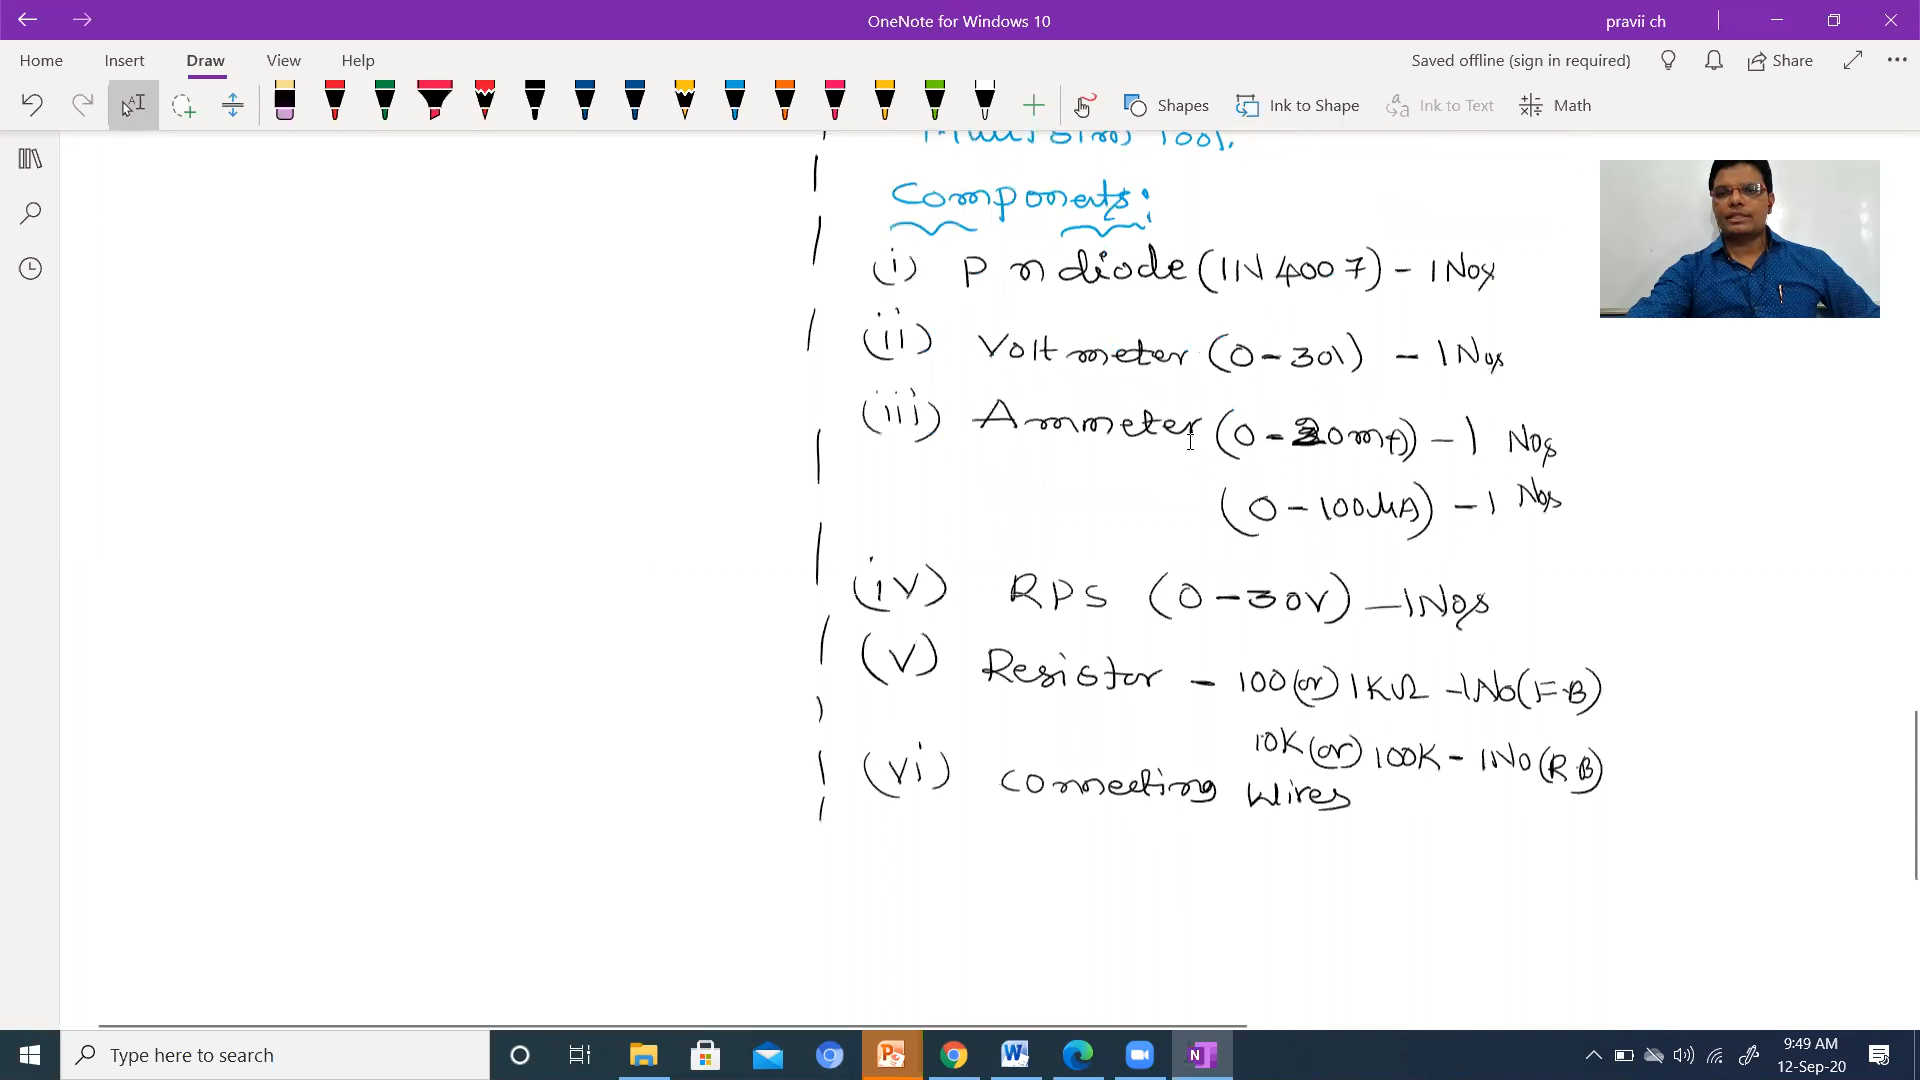 OneNote for Windows 10
pravii ch
Home Insert Draw View Help
Saved offline (sign in required) Share
Shapes Ink to Shape Ink to Text Math
MultiSim Tool.
Components:
(i) P n diode (IN 4007) - 1 Nos
(ii) Voltmeter (0-30V) - 1 Nos
(iii) Ammeter (0-20mA) - 1 Nos
(0-100μA) - 1 Nos
(iv) RPS (0-30V) - 1 Nos
(v) Resistor - 100 (or) 1KΩ - 1 No (F.B)
10K (or) 100K - 1 No (R.B)
(vi) Connecting Wires
Type here to search
9:49 AM
12-Sep-20